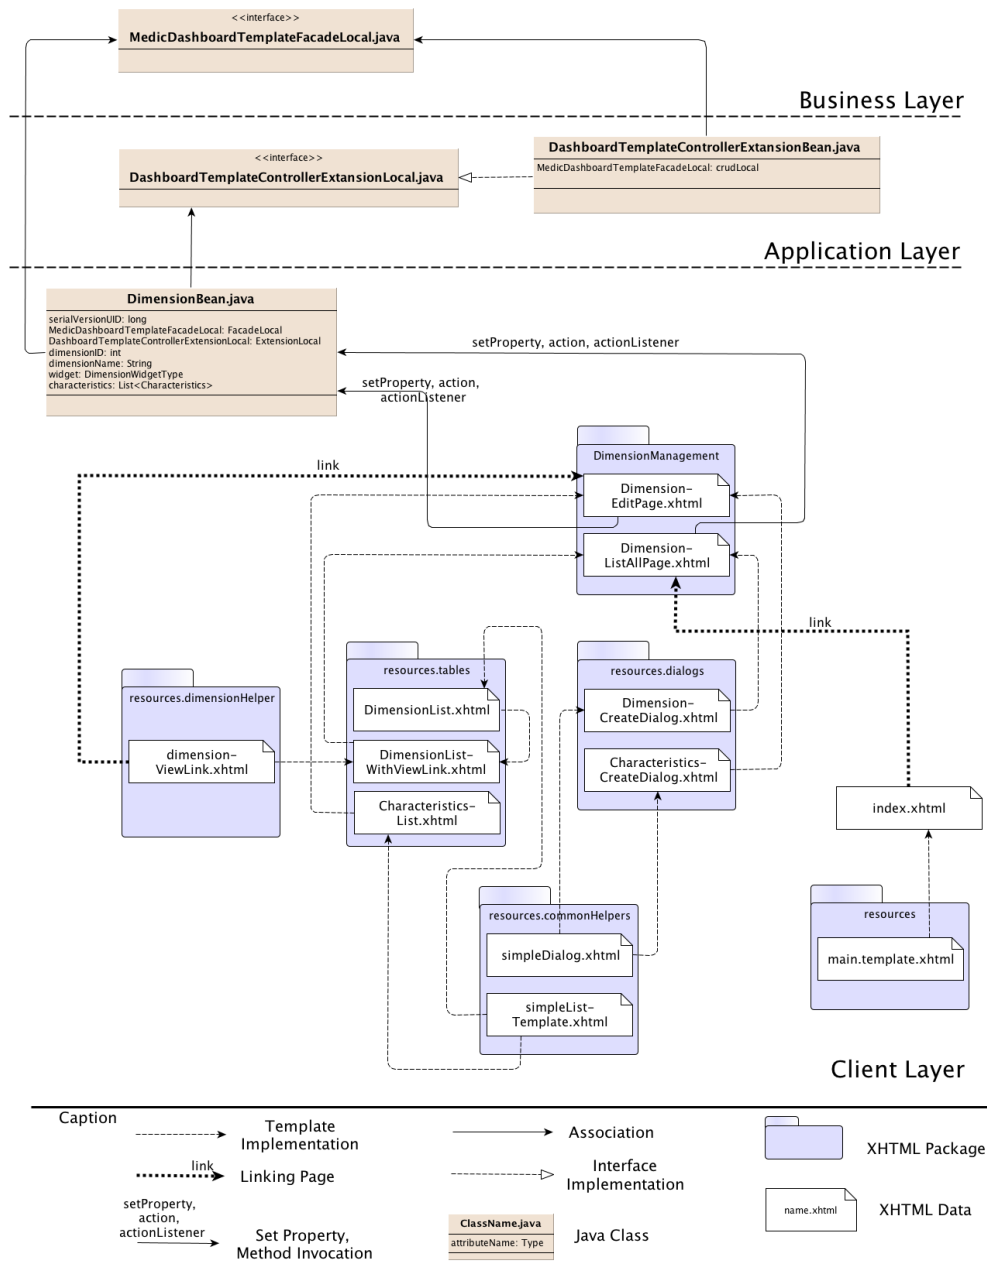 <<interface>>
MedicDashboardTemplateFacadeLocal.java
Business Layer
<<interface>>
DashboardTemplateControllerExtansionLocal.java
DashboardTemplateControllerExtansionBean.java
MedicDashboardTemplateFacadeLocal: crudLocal
Application Layer
DimensionBean.java
serialVersionUID: long
MedicDashboardTemplateFacadeLocal: FacadeLocal
DashboardTemplateControllerExtensionLocal: ExtensionLocal
dimensionID: int
dimensionName: String
widget: DimensionWidgetType
characteristics: List<Characteristics>
setProperty, action, actionListener
setProperty, action,
actionListener
DimensionManagement
Dimension-
EditPage.xhtml
Dimension-
ListAllPage.xhtml
link
link
resources.dimensionHelper
dimension-
ViewLink.xhtml
resources.tables
DimensionList.xhtml
DimensionList-
WithViewLink.xhtml
Characteristics-
List.xhtml
resources.dialogs
Dimension-
CreateDialog.xhtml
Characteristics-
CreateDialog.xhtml
index.xhtml
resources.commonHelpers
simpleDialog.xhtml
simpleList-
Template.xhtml
resources
main.template.xhtml
Client Layer
Caption
Template
Implementation
link
Linking Page
setProperty,
action,
actionListener
Set Property,
Method Invocation
Association
Interface
Implementation
ClassName.java
attributeName: Type
Java Class
XHTML Package
name.xhtml
XHTML Data